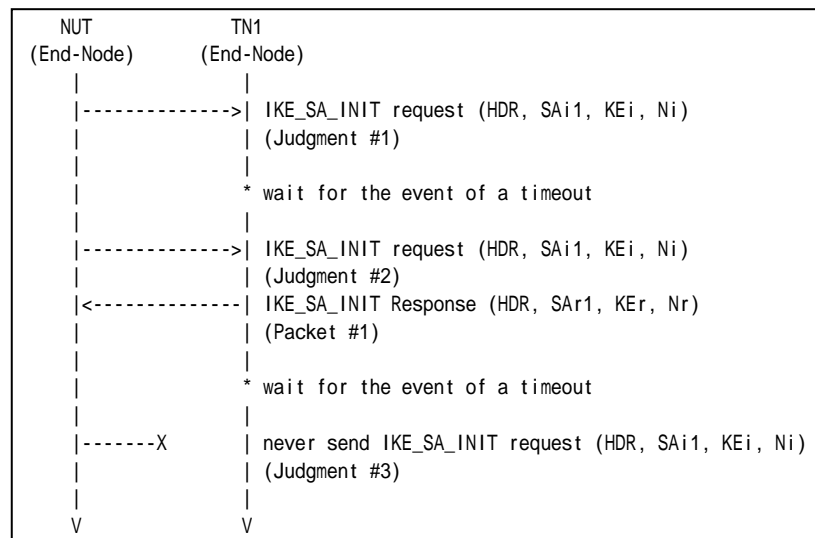 NUT TN1
(End-Node) (End-Node)
| |
|-------------->| IKE_SA_INIT request (HDR, SAi1, KEi, Ni)
| | (Judgment #1)
| |
| * wait for the event of a timeout
| |
|-------------->| IKE_SA_INIT request (HDR, SAi1, KEi, Ni)
| | (Judgment #2)
|<--------------| IKE_SA_INIT Response (HDR, SAr1, KEr, Nr)
| | (Packet #1)
| |
| * wait for the event of a timeout
| |
|-------X | never send IKE_SA_INIT request (HDR, SAi1, KEi, Ni)
| | (Judgment #3)
| |
V V